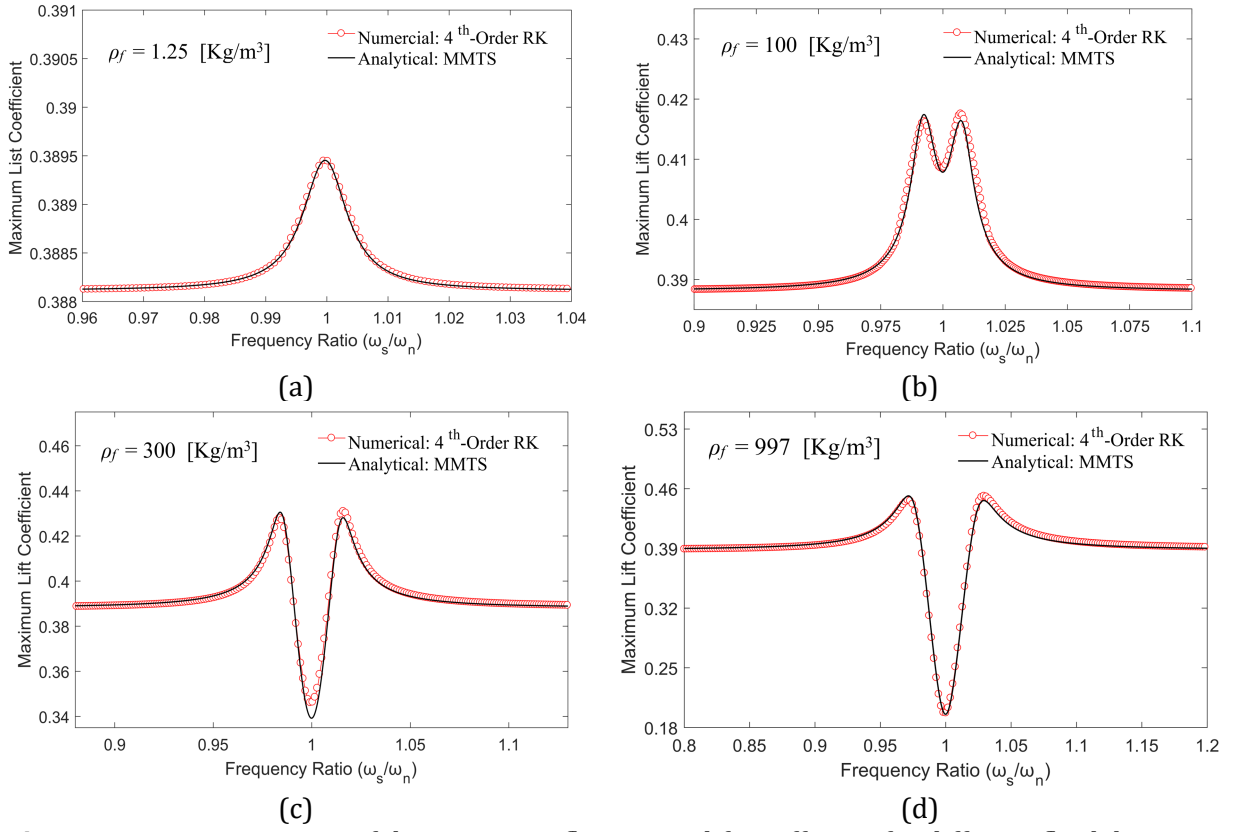 0.391
0.3905
0.39
0.3895
0.389
0.3885
0.388
Maximum List Coefficient
ρf = 1.25 [Kg/m³]
Numercial: 4 th-Order RK
Analytical: MMTS
0.96 0.97 0.98 0.99 1 1.01 1.02 1.03 1.04
Frequency Ratio (ωs/ωn)
(a)
0.43
0.42
0.41
0.4
0.39
Maximum Lift Coefficient
ρf = 100 [Kg/m³]
Numerical: 4 th-Order RK
Analytical: MMTS
0.9 0.925 0.95 0.975 1 1.025 1.05 1.075 1.1
Frequency Ratio (ωs/ωn)
(b)
0.46
0.44
0.42
0.4
0.38
0.36
0.34
Maximum Lift Coefficient
ρf = 300 [Kg/m³]
Numerical: 4 th-Order RK
Analytical: MMTS
0.9 0.95 1 1.05 1.1
Frequency Ratio (ωs/ωn)
(c)
0.53
0.46
0.39
0.32
0.25
0.18
Maximum Lift Coefficient
ρf = 997 [Kg/m³]
Numerical: 4 th-Order RK
Analytical: MMTS
0.8 0.85 0.9 0.95 1 1.05 1.1 1.15 1.2
Frequency Ratio (ωs/ωn)
(d)